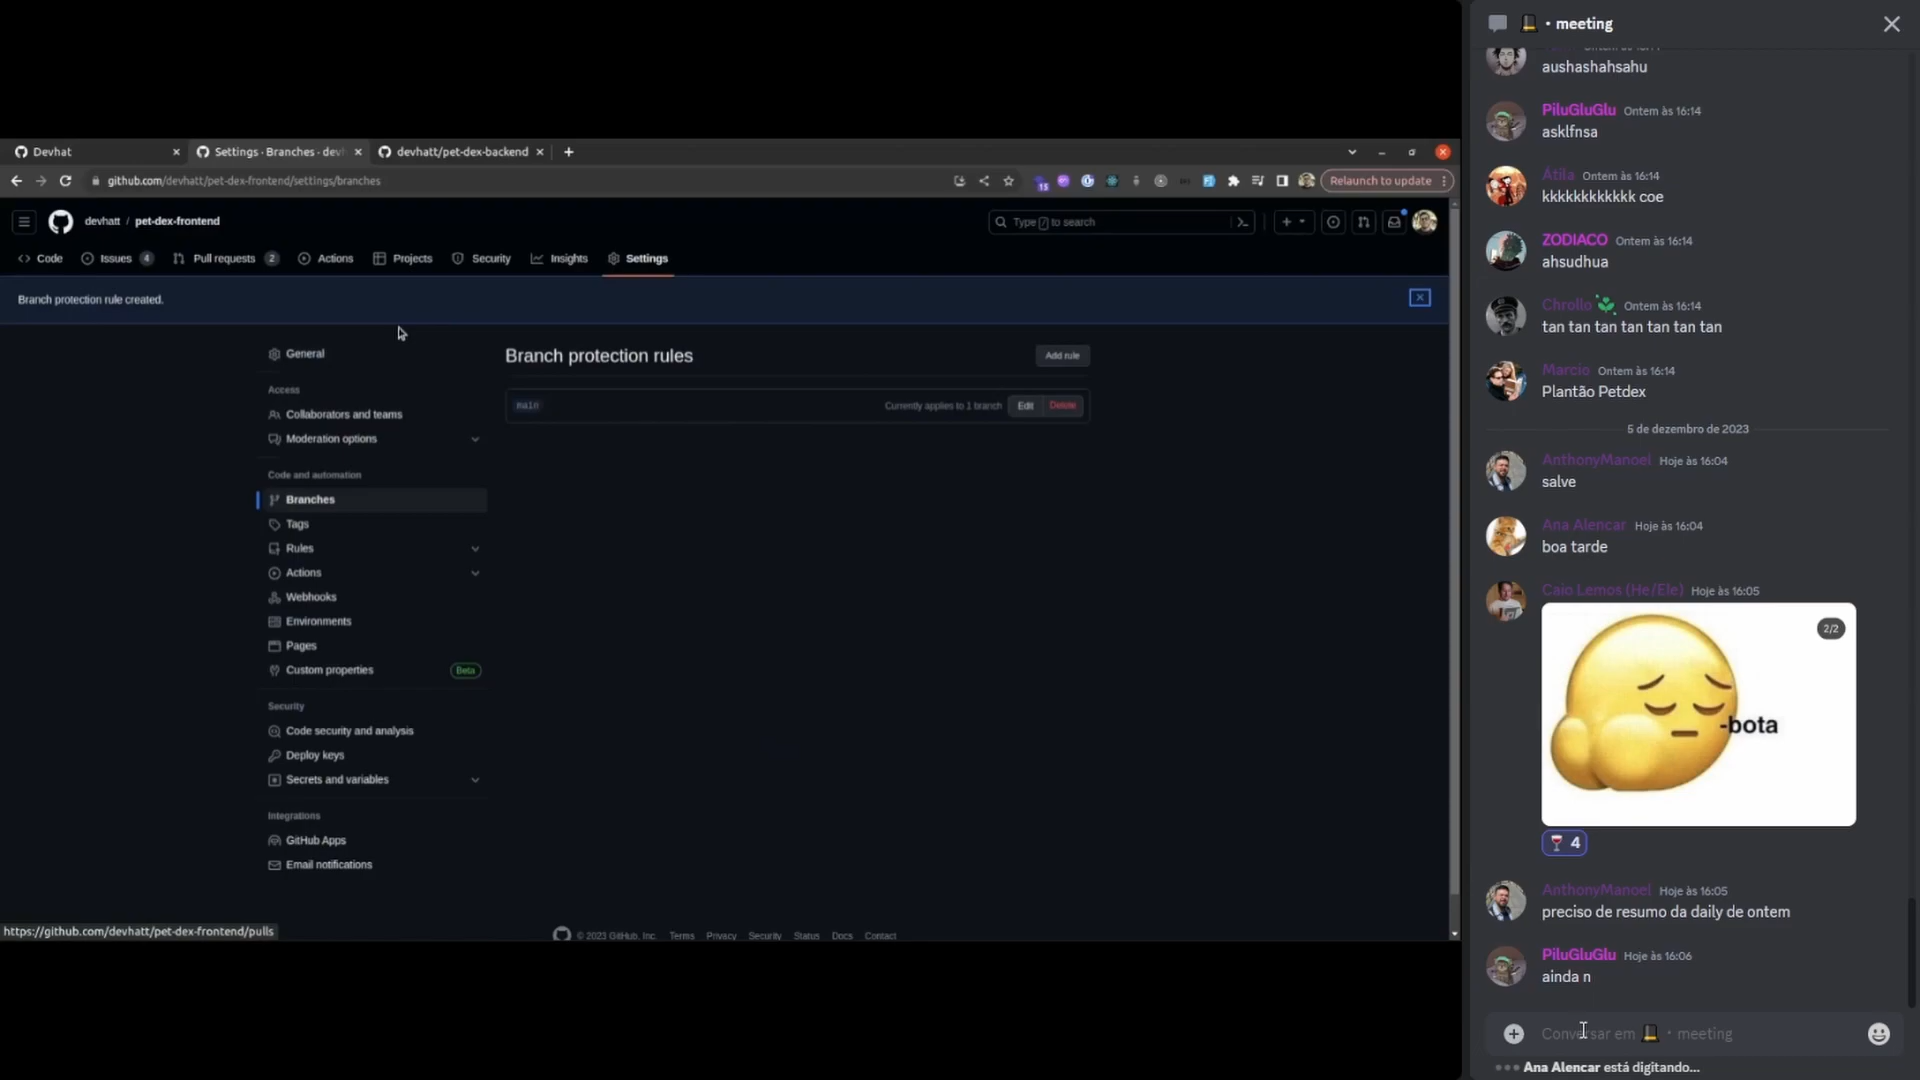 Devhat
Settings · Branches · dev
devhatt/pet-dex-backend
github.com/devhatt/pet-dex-frontend/settings/branches
15
Relaunch to update
devhatt / pet-dex-frontend
Type / to search
Code
Issues 4
Pull requests 2
Actions
Projects
Security
Insights
Settings
Branch protection rule created.
General
Access
Collaborators and teams
Moderation options
Code and automation
Branches
Tags
Rules
Actions
Webhooks
Environments
Pages
Custom properties Beta
Security
Code security and analysis
Deploy keys
Secrets and variables
Integrations
GitHub Apps
Email notifications
Branch protection rules
Add rule
main
Currently applies to 1 branch
Edit
Delete
https://github.com/devhatt/pet-dex-frontend/pulls
© 2023 GitHub, Inc. Terms Privacy Security Status Docs Contact
· meeting
aushashahsahu
PiluGluGlu Ontem às 16:14
asklfnsa
Átila Ontem às 16:14
kkkkkkkkkkkk coe
ZODIACO Ontem às 16:14
ahsudhua
Chrollo Ontem às 16:14
tan tan tan tan tan tan tan
Marcio Ontem às 16:14
Plantão Petdex
5 de dezembro de 2023
AnthonyManoel Hoje às 16:04
salve
Ana Alencar Hoje às 16:04
boa tarde
Caio Lemos (He/Ele) Hoje às 16:05
2/2
-bota
4
AnthonyManoel Hoje às 16:05
preciso de resumo da daily de ontem
PiluGluGlu Hoje às 16:06
ainda n
Conversar em · meeting
Ana Alencar está digitando...